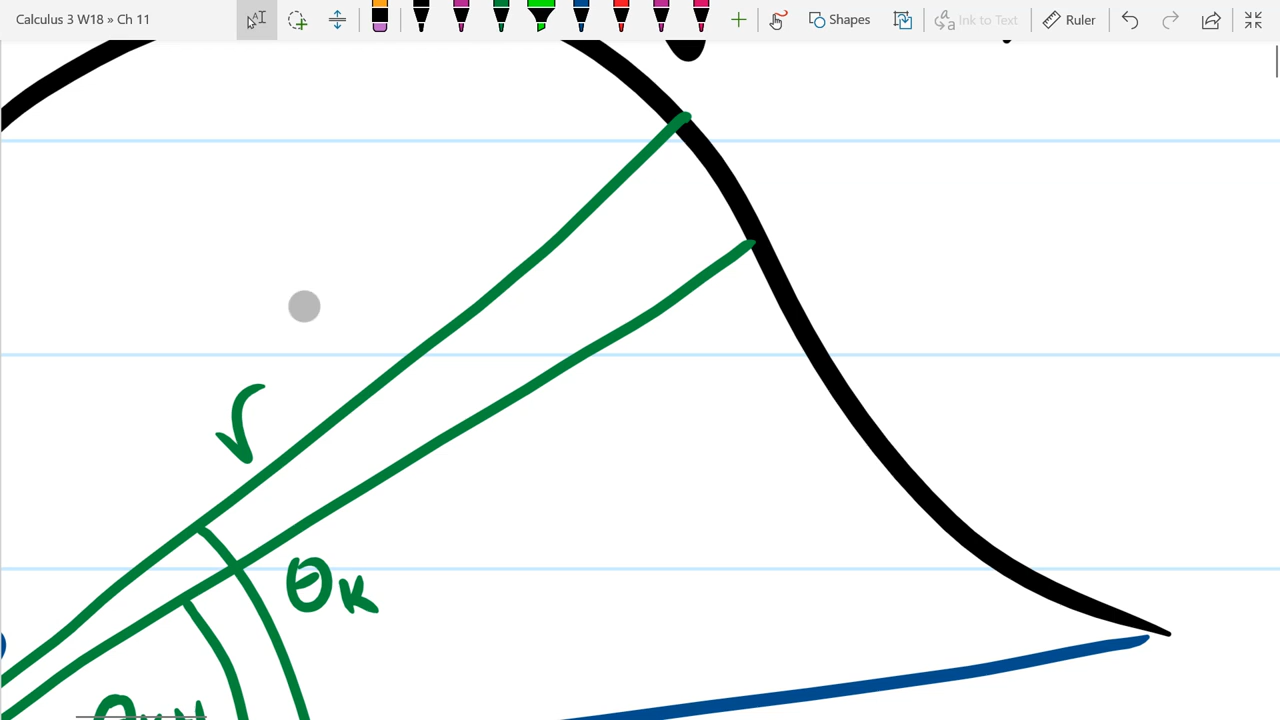 Calculus 3 W18 » Ch 11
Ink to Text
Shapes
Ruler
r
θK